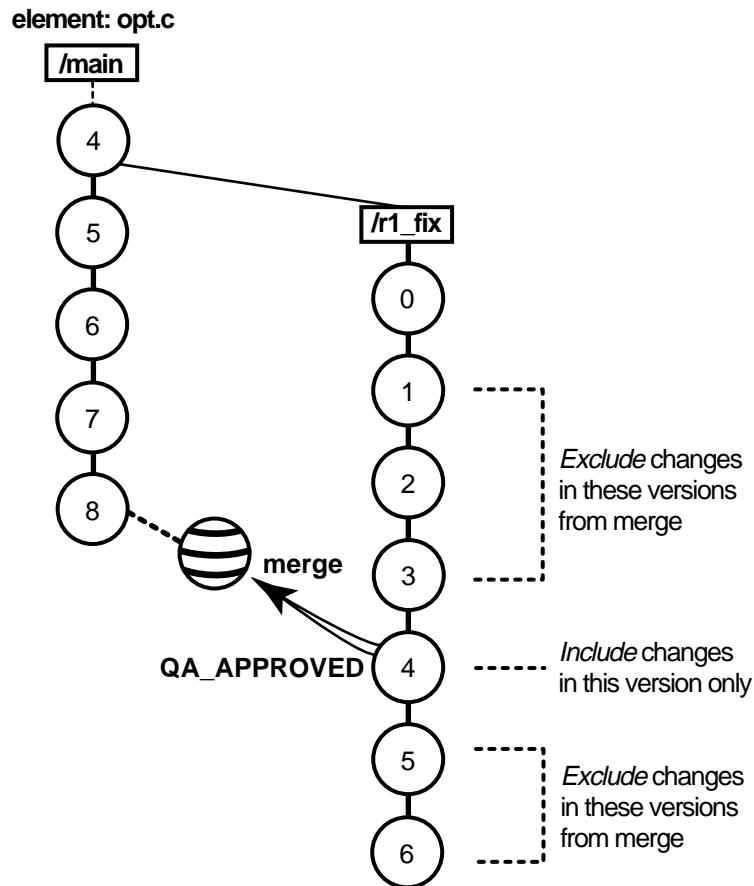 element: opt.c
/main
4
5
6
7
8
/r1_fix
0
1
2
3
4
5
6
merge
QA_APPROVED
Exclude changes
in these versions
from merge
Include changes
in this version only
Exclude changes
in these versions
from merge